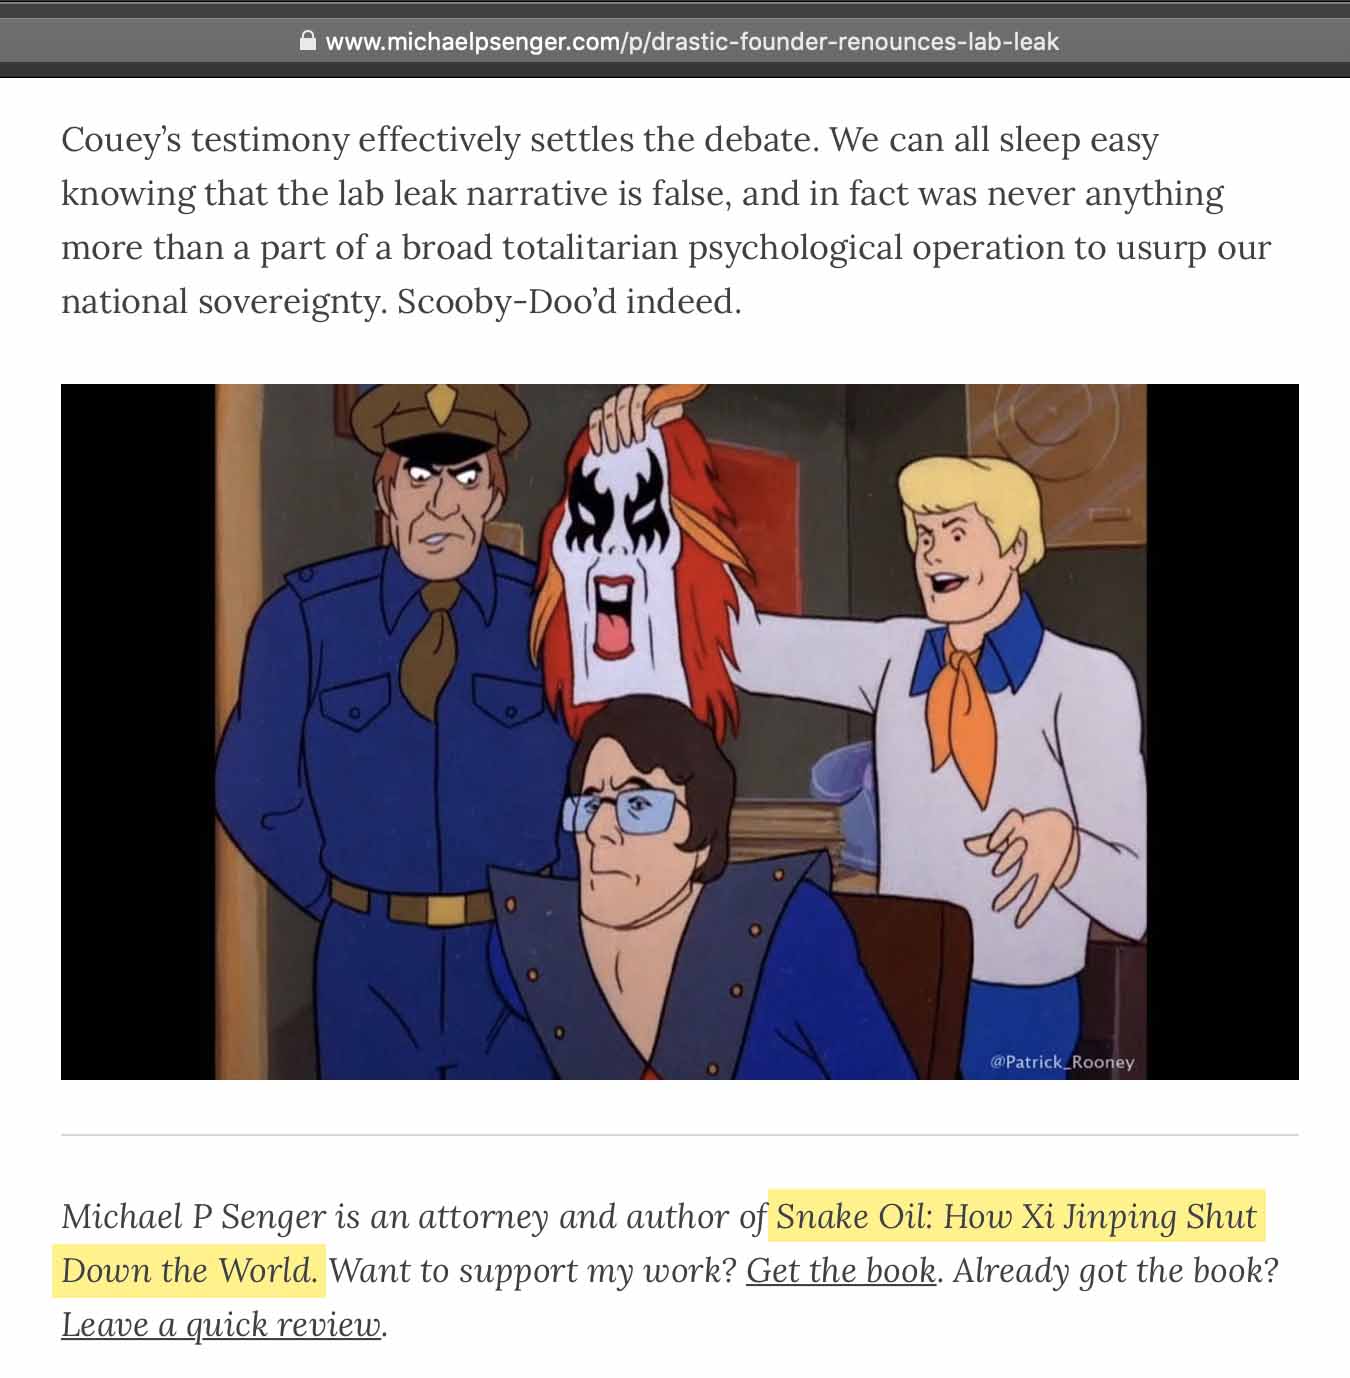 www.michaelpsenger.com/p/drastic-founder-renounces-lab-leak
Couey’s testimony effectively settles the debate. We can all sleep easy
knowing that the lab leak narrative is false, and in fact was never anything
more than a part of a broad totalitarian psychological operation to usurp our
national sovereignty. Scooby-Doo’d indeed.
@Patrick_Rooney
Michael P Senger is an attorney and author of Snake Oil: How Xi Jinping Shut
Down the World. Want to support my work? Get the book. Already got the book?
Leave a quick review.